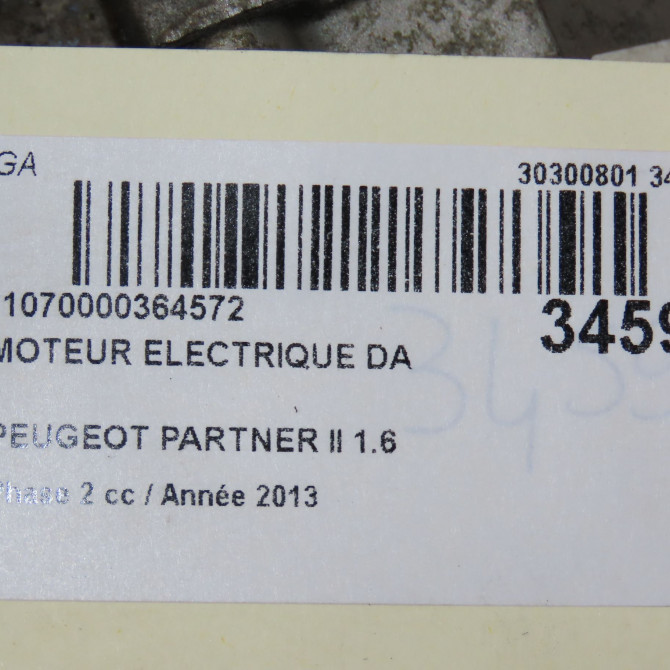 GA 30300801 34
1070000364572
3459
MOTEUR ELECTRIQUE DA
PEUGEOT PARTNER II 1.6
Phase 2 cc / Année 2013